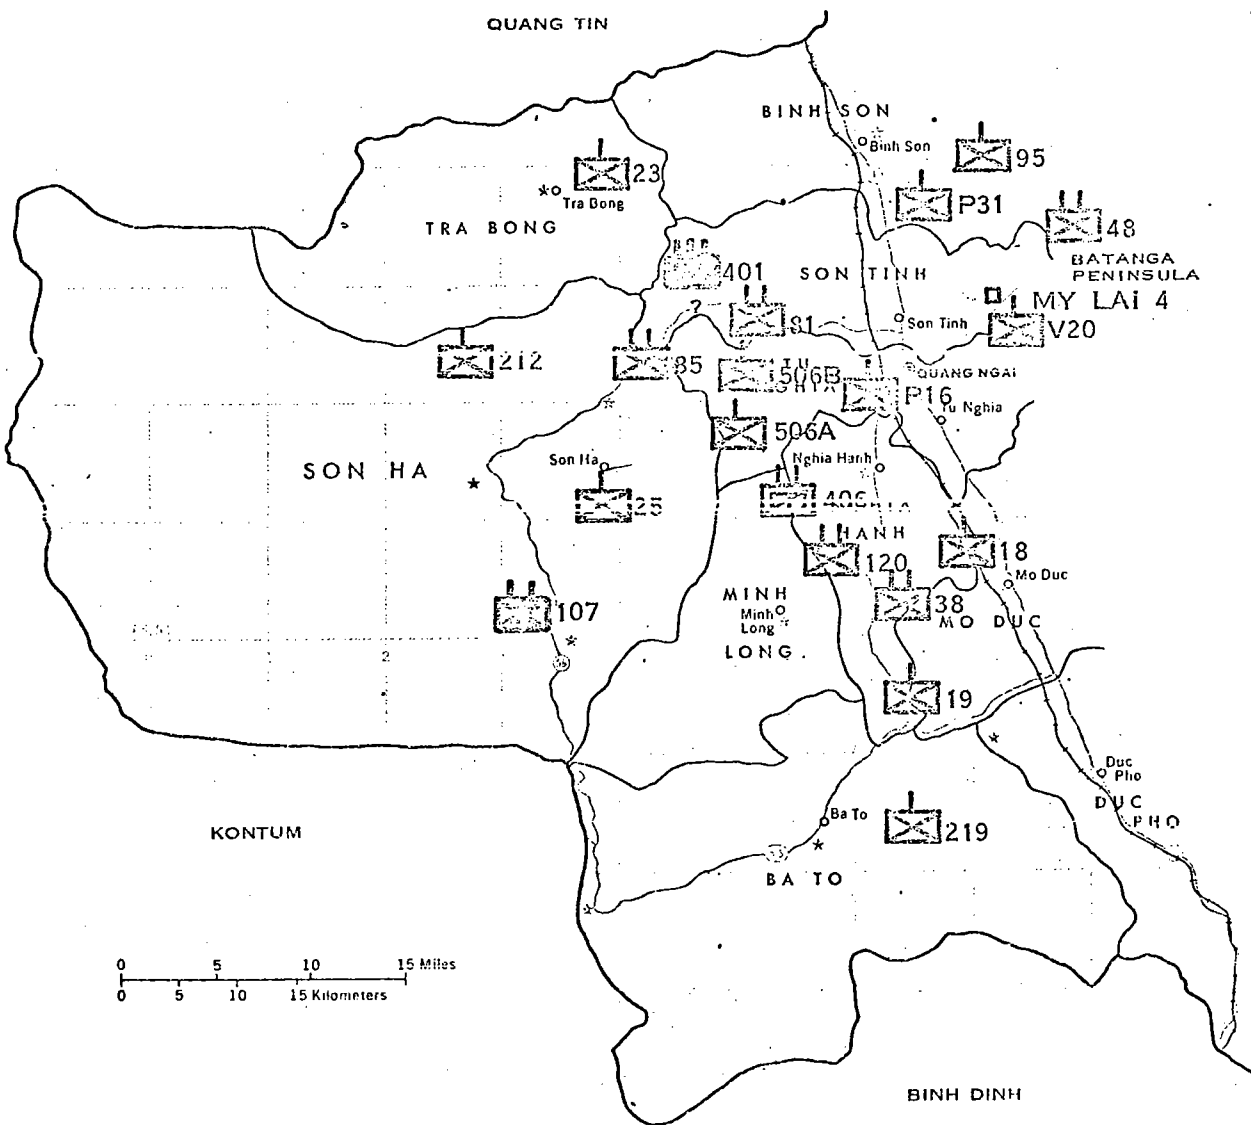 QUANG TIN
BINH SON
Binh Son
95
23
Tra Bong
P31
TRA BONG
48
BATANGA
PENINSULA
401
SON TINH
MY LAI 4
?
81
Son Tinh
V20
212
85
TU
506B
QUANG NGAI
P16
Tu Nghia
506A
SON HA
Son Ha
Nghia Hanh
25
406
HANH
120
18
Mo Duc
107
MINH
Minh
Long
LONG
38
MO DUC
2
19
Duc
Pho
DUC
PHO
KONTUM
Ba To
219
BA TO
0 5 10 15 Miles
0 5 10 15 Kilometers
BINH DINH